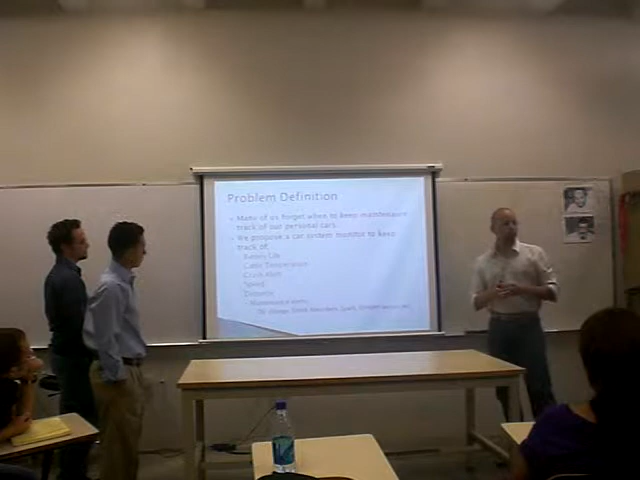 Problem Definition
Many of us forget when to keep maintenance
track of our personal cars.
We propose a car system monitor to keep
track of:
Battery Life
Cabin Temperature
Crash Alert
Speed
Distance
Maintenance alerts